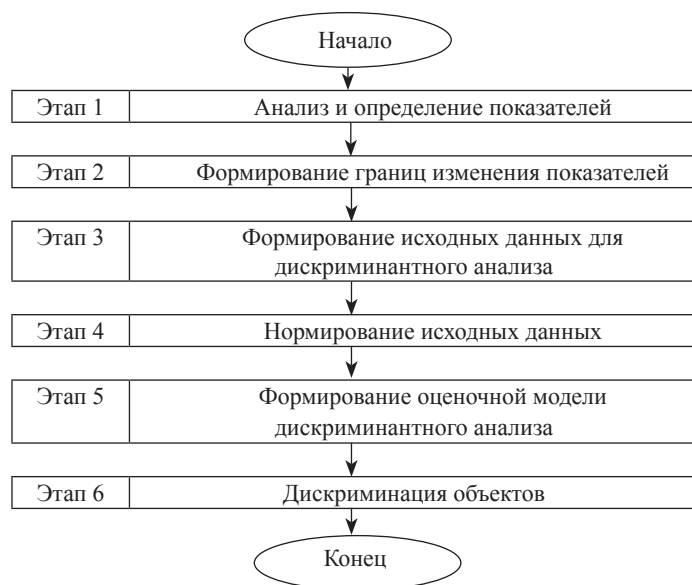 Начало
Этап 1 Анализ и определение показателей
Этап 2 Формирование границ изменения показателей
Этап 3 Формирование исходных данных для
дискриминантного анализа
Этап 4 Нормирование исходных данных
Этап 5 Формирование оценочной модели
дискриминантного анализа
Этап 6 Дискриминация объектов
Конец